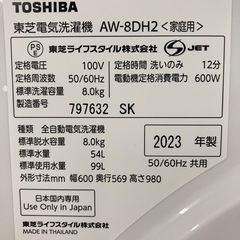 TOSHIBA
東芝電気洗濯機 AW-8DH2<家庭用>
PS E 東芝ライフスタイル株式会社 S JET
定格電圧 100V 定格時間 洗いのみ 12分
定格周波数 50/60Hz 電動機定格消費電力 600W
標準洗濯容量 8.0kg
797632 SK
種類 全自動電気洗濯機
標準脱水容量 8.0kg
標準水量 54L
標準使用水量 99L
外形寸法mm 幅600 奥行569 高さ980
2023 年製
50/60Hz 共用
日本国内専用
Use only in Japan
東芝ライフスタイル株式会社
MADE IN THAILAND